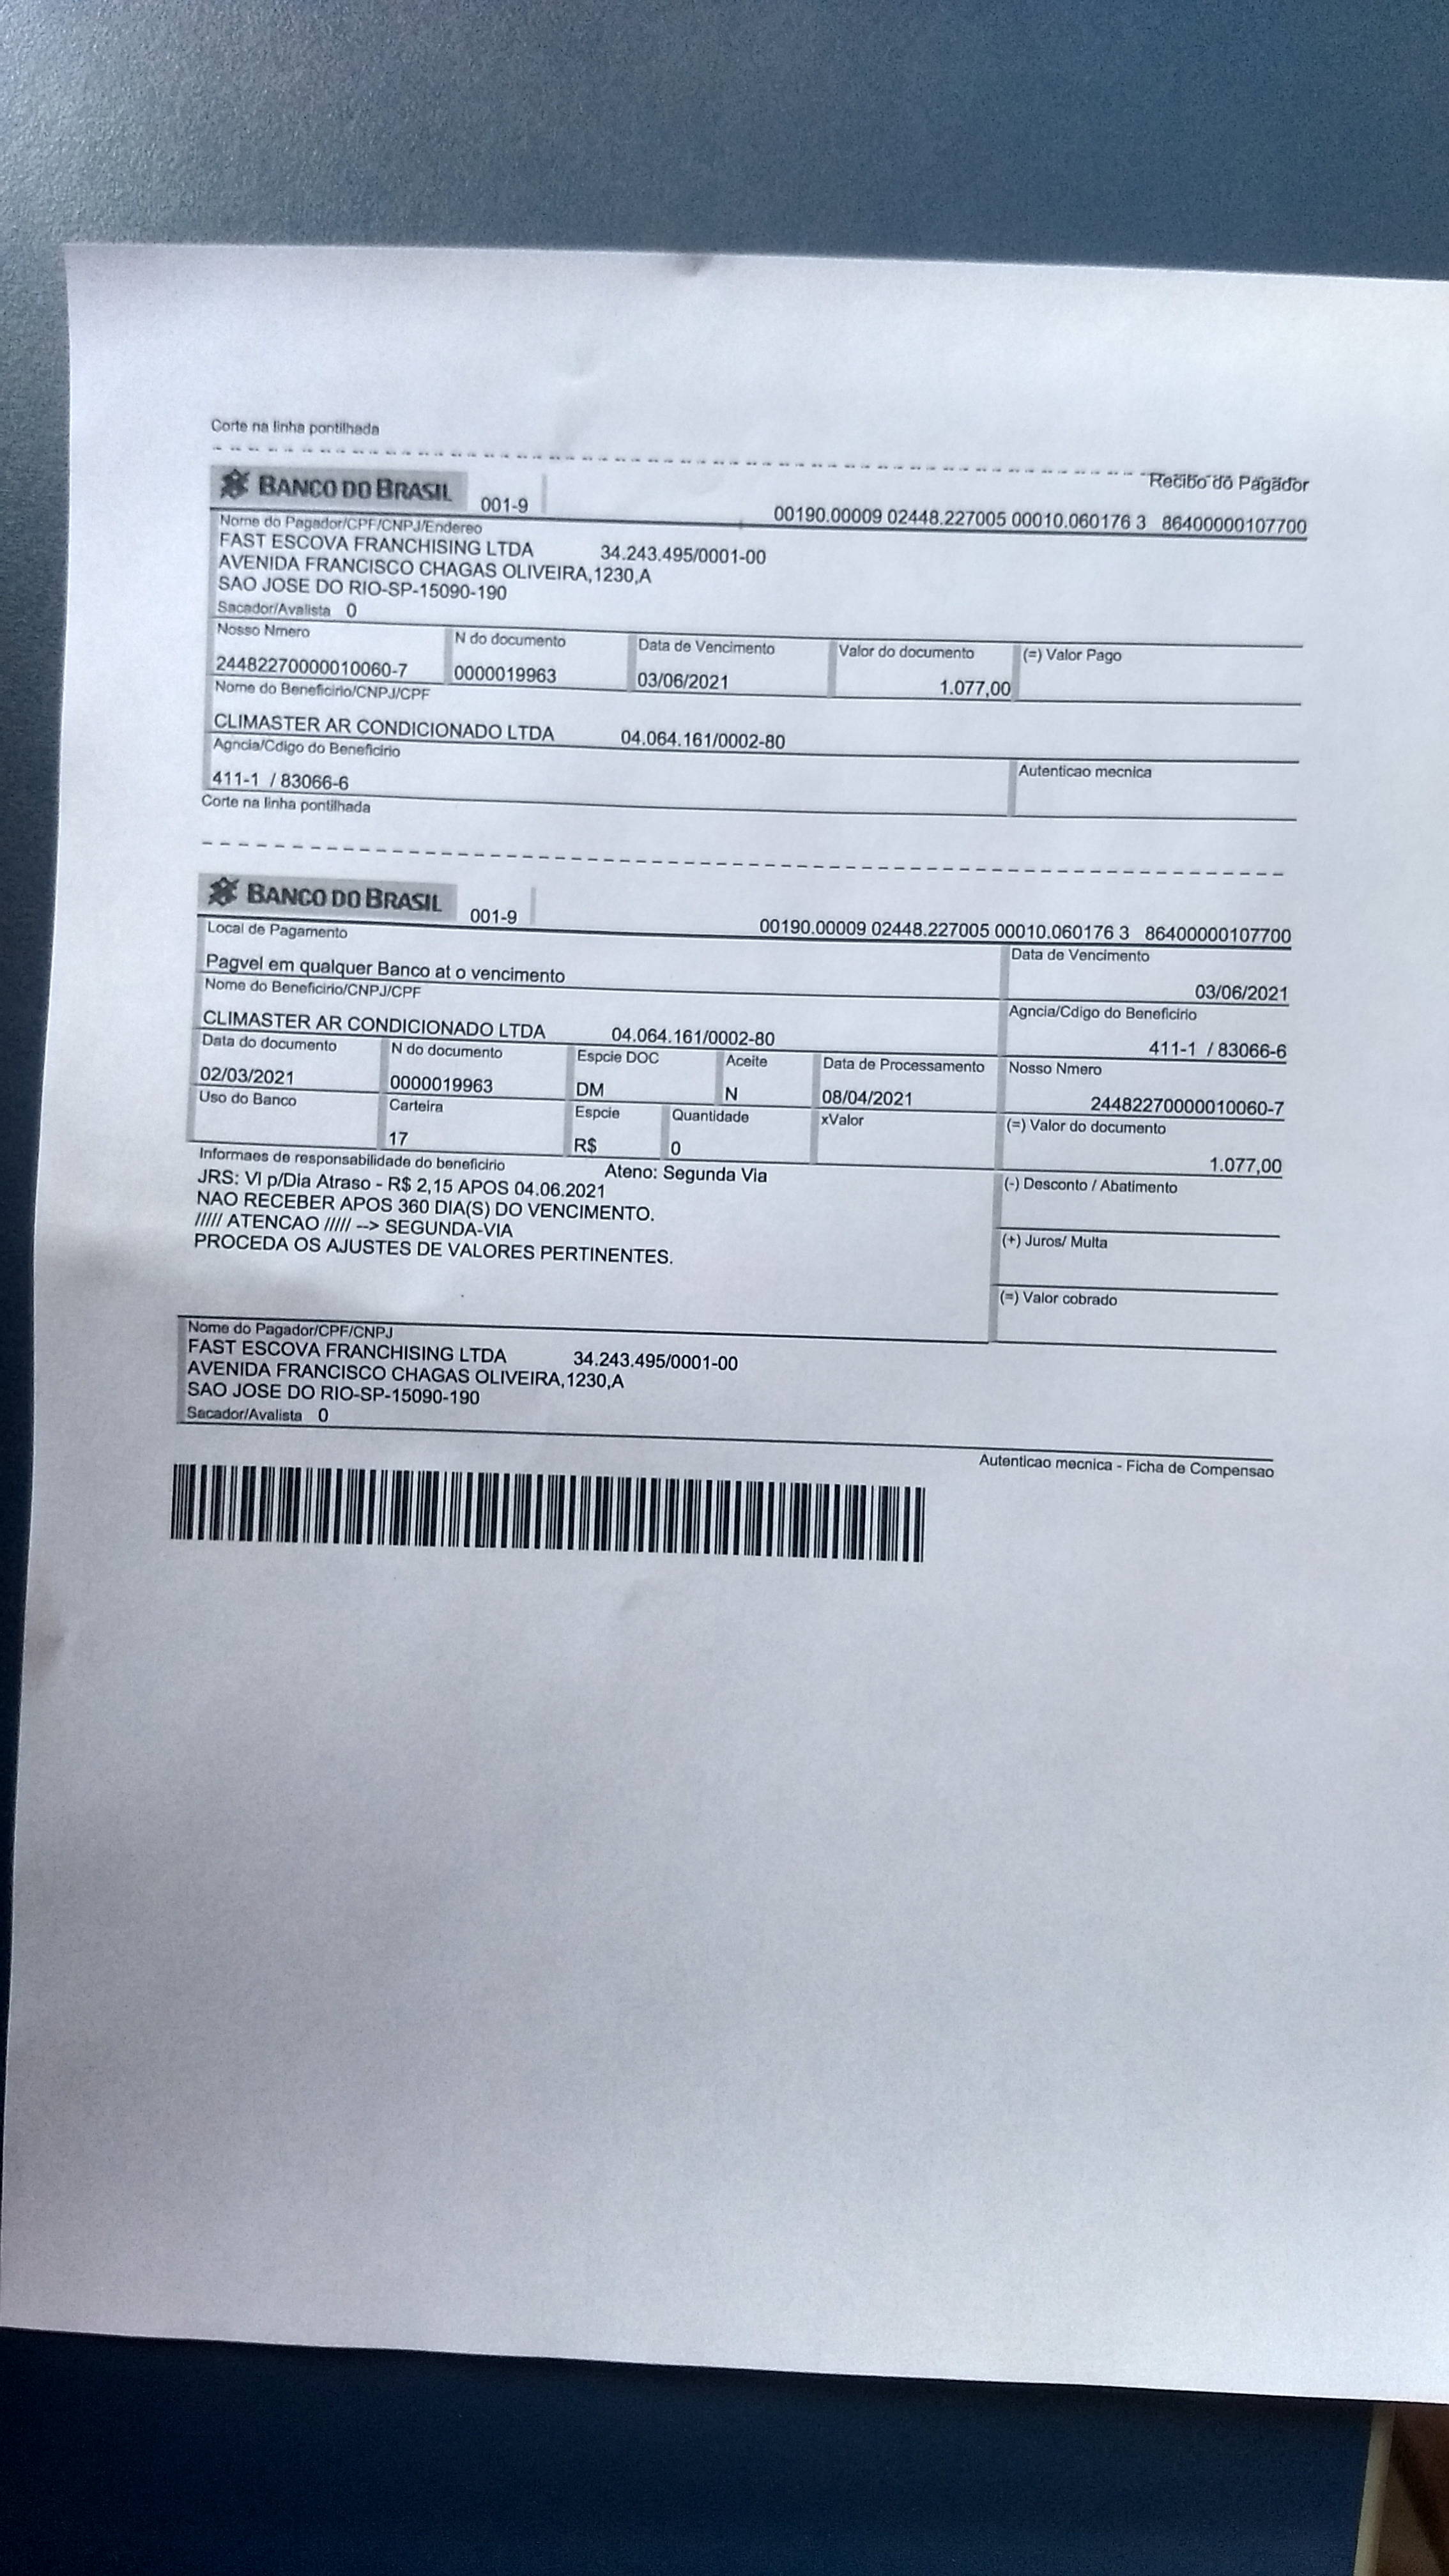 Corte na linha pontilhada
Recibo do Pagador
BANCO DO BRASIL 001-9 00190.00009 02448.227005 00010.060176 3 86400000107700
Nome do Pagador/CPF/CNPJ/Endereo
FAST ESCOVA FRANCHISING LTDA 34.243.495/0001-00
AVENIDA FRANCISCO CHAGAS OLIVEIRA,1230,A
SAO JOSE DO RIO-SP-15090-190
Sacador/Avalista 0
Nosso Nmero N do documento Data de Vencimento Valor do documento (=) Valor Pago
24482270000010060-7 0000019963 03/06/2021 1.077,00
Nome do Beneficirio/CNPJ/CPF
CLIMASTER AR CONDICIONADO LTDA 04.064.161/0002-80
Agncia/Cdigo do Beneficirio Autenticao mecnica
411-1 / 83066-6
Corte na linha pontilhada
BANCO DO BRASIL 001-9 00190.00009 02448.227005 00010.060176 3 86400000107700
Local de Pagamento Data de Vencimento
Pagvel em qualquer Banco at o vencimento 03/06/2021
Nome do Beneficirio/CNPJ/CPF Agncia/Cdigo do Beneficirio
CLIMASTER AR CONDICIONADO LTDA 04.064.161/0002-80 411-1 / 83066-6
Data do documento N do documento Espcie DOC Aceite Data de Processamento Nosso Nmero
02/03/2021 0000019963 DM N 08/04/2021 24482270000010060-7
Uso do Banco Carteira Espcie Quantidade xValor (=) Valor do documento
17 R$ 0 1.077,00
Informaes de responsabilidade do beneficirio Ateno: Segunda Via (-) Desconto / Abatimento
JRS: Vl p/Dia Atraso - R$ 2,15 APOS 04.06.2021
NAO RECEBER APOS 360 DIA(S) DO VENCIMENTO.
///// ATENCAO ///// --> SEGUNDA-VIA (+) Juros/ Multa
PROCEDA OS AJUSTES DE VALORES PERTINENTES.
(=) Valor cobrado
Nome do Pagador/CPF/CNPJ
FAST ESCOVA FRANCHISING LTDA 34.243.495/0001-00
AVENIDA FRANCISCO CHAGAS OLIVEIRA,1230,A
SAO JOSE DO RIO-SP-15090-190
Sacador/Avalista 0
Autenticao mecnica - Ficha de Compensao